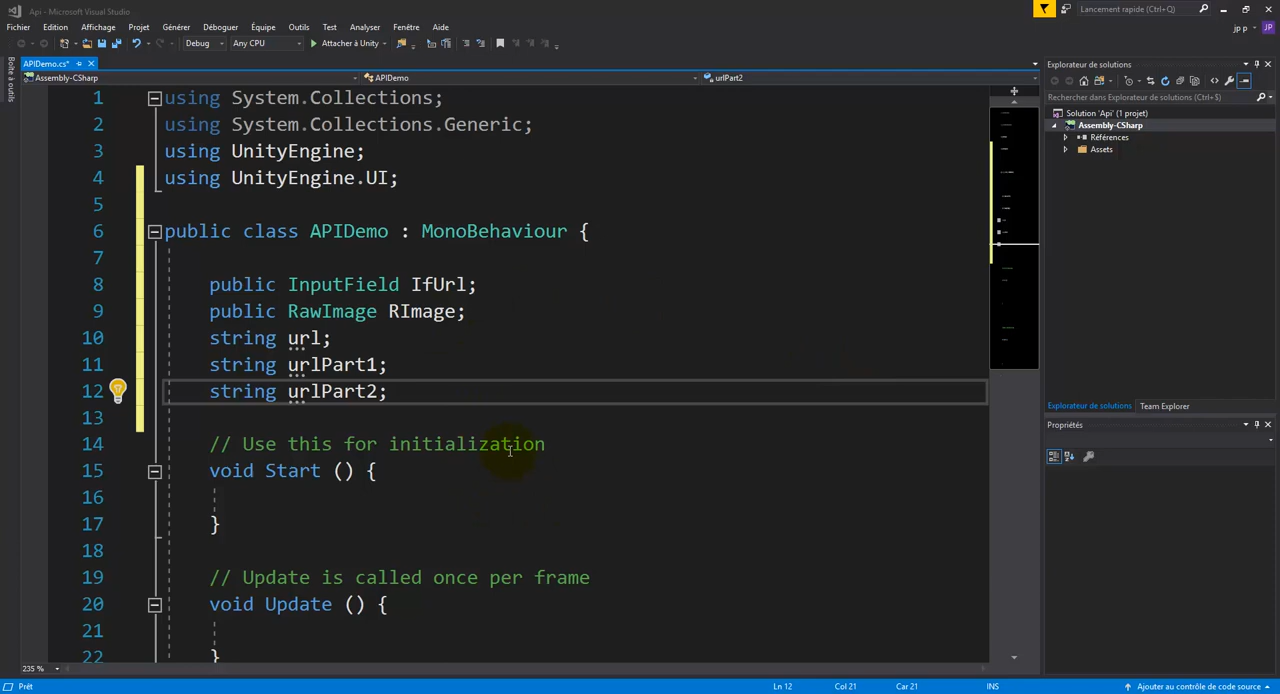 Api - Microsoft Visual Studio
Lancement rapide (Ctrl+Q)
Fichier Edition Affichage Projet Générer Déboguer Équipe Outils Test Analyser Fenêtre Aide
jp p JP
Debug Any CPU Attacher à Unity
Boîte à outils
APIDemo.cs*
Assembly-CSharp APIDemo urlPart2
1 using System.Collections;
2 using System.Collections.Generic;
3 using UnityEngine;
4 using UnityEngine.UI;
5
6 public class APIDemo : MonoBehaviour {
7
8 public InputField IfUrl;
9 public RawImage RImage;
10 string url;
11 string urlPart1;
12 string urlPart2;
13
14 // Use this for initialization
15 void Start () {
16
17 }
18
19 // Update is called once per frame
20 void Update () {
21
22 }
Explorateur de solutions
Rechercher dans Explorateur de solutions (Ctrl+$)
Solution 'Api' (1 projet)
Assembly-CSharp
Références
Assets
Explorateur de solutions Team Explorer
Propriétés
235 %
Prêt Ln 12 Col 21 Car 21 INS Ajouter au contrôle de code source